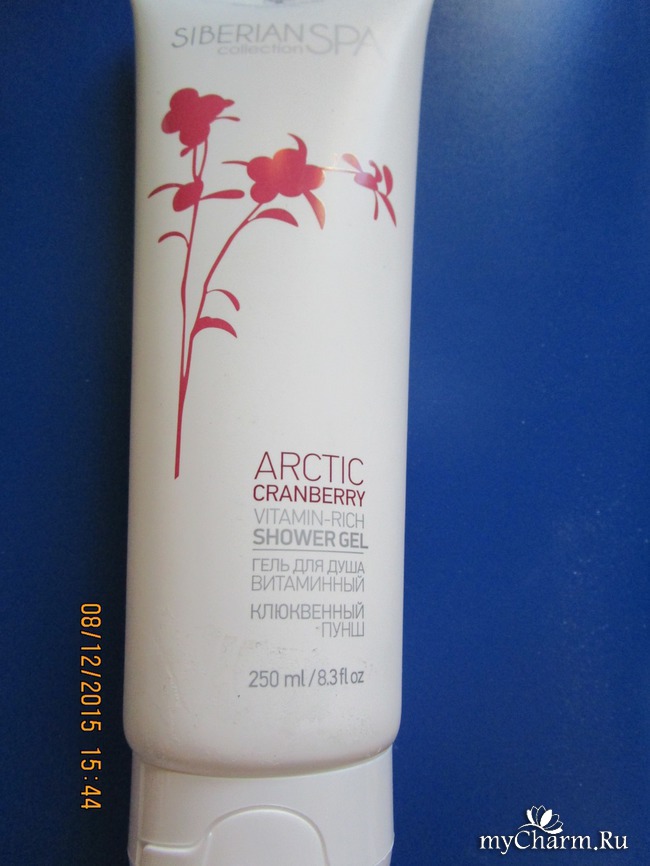 SIBERIAN SPA
collection
ARCTIC
CRANBERRY
VITAMIN-RICH
SHOWER GEL
ГЕЛЬ ДЛЯ ДУША
ВИТАМИННЫЙ
КЛЮКВЕННЫЙ
ПУНШ
250 ml / 8.3 fl oz
08/12/2015 15:44
myCharm.Ru